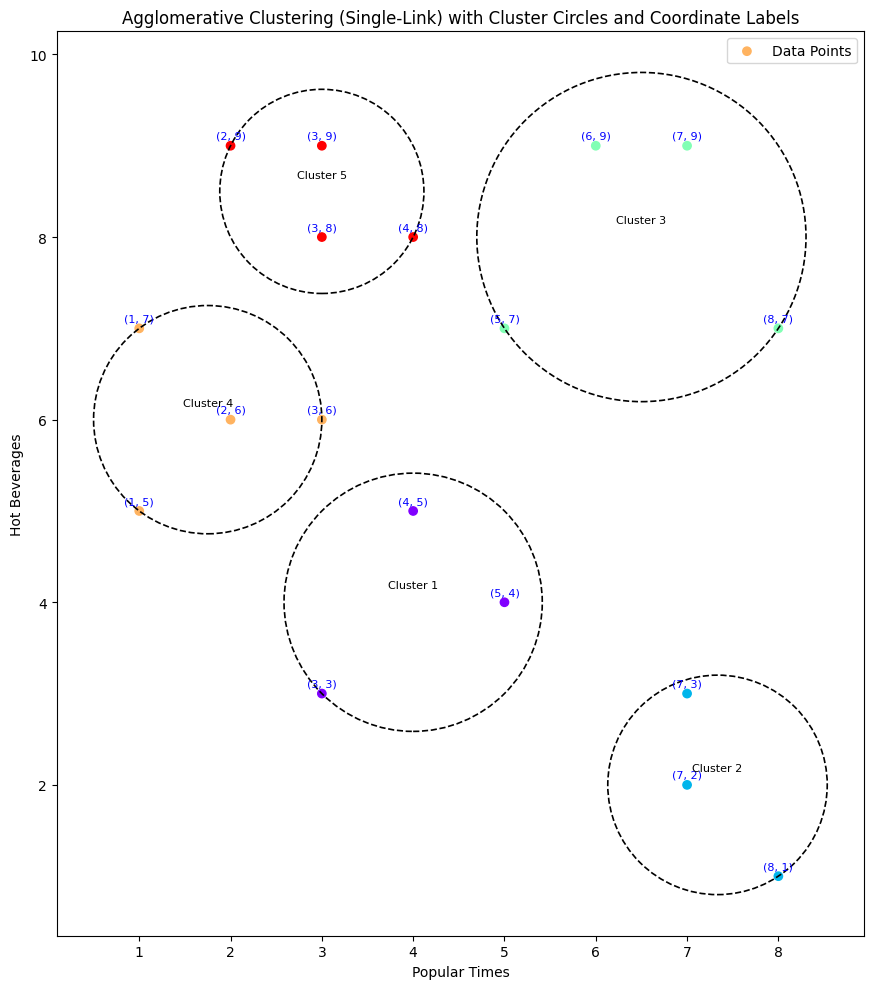 Agglomerative Clustering (Single-Link) with Cluster Circles and Coordinate Labels
Data Points
10
8
6
4
2
Hot Beverages
(2, 9)
(3, 9)
(6, 9)
(7, 9)
Cluster 5
Cluster 3
(3, 8)
(4, 8)
(1, 7)
(5, 7)
(8, 7)
Cluster 4
(2, 6)
(3, 6)
(1, 5)
(4, 5)
Cluster 1
(5, 4)
(3, 3)
(7, 3)
Cluster 2
(7, 2)
(8, 1)
1 2 3 4 5 6 7 8
Popular Times